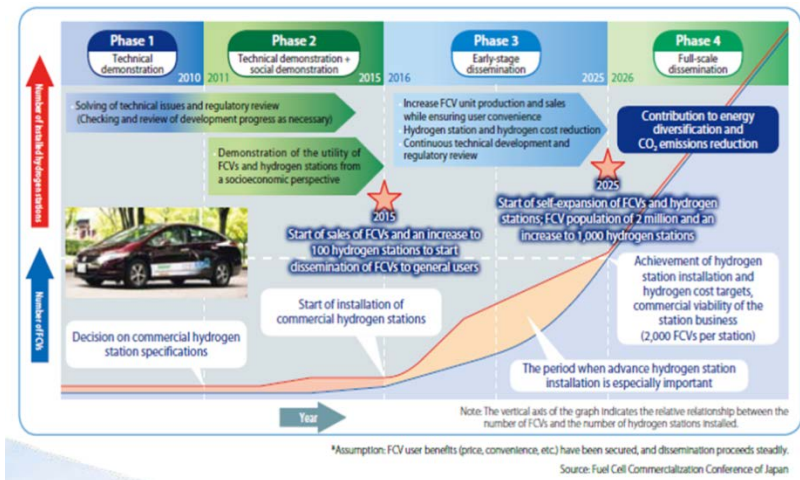 Phase 1
Technical
demonstration
2010
2011
Phase 2
Technical demonstration +
social demonstration
2015
2016
Phase 3
Early-stage
dissemination
2025
2026
Phase 4
Full-scale
dissemination
Number of installed hydrogen stations
Number of FCVs
Solving of technical issues and regulatory review
(Checking and review of development progress as necessary)
Demonstration of the utility of
FCVs and hydrogen stations from
a socioeconomic perspective
Increase FCV unit production and sales
while ensuring user convenience
Hydrogen station and hydrogen cost reduction
Continuous technical development and
regulatory review
Contribution to energy
diversification and
CO₂ emissions reduction
2015
Start of sales of FCVs and an increase to
100 hydrogen stations to start
dissemination of FCVs to general users
2025
Start of self-expansion of FCVs and hydrogen
stations; FCV population of 2 million and an
increase to 1,000 hydrogen stations
Decision on commercial hydrogen
station specifications
Start of installation of
commercial hydrogen stations
Achievement of hydrogen
station installation and
hydrogen cost targets,
commercial viability of the
station business
(2,000 FCVs per station)
The period when advance hydrogen station
installation is especially important
Year
Note: The vertical axis of the graph indicates the relative relationship between the
number of FCVs and the number of hydrogen stations installed.
*Assumption: FCV user benefits (price, convenience, etc.) have been secured, and dissemination proceeds steadily.
Source: Fuel Cell Commercialization Conference of Japan